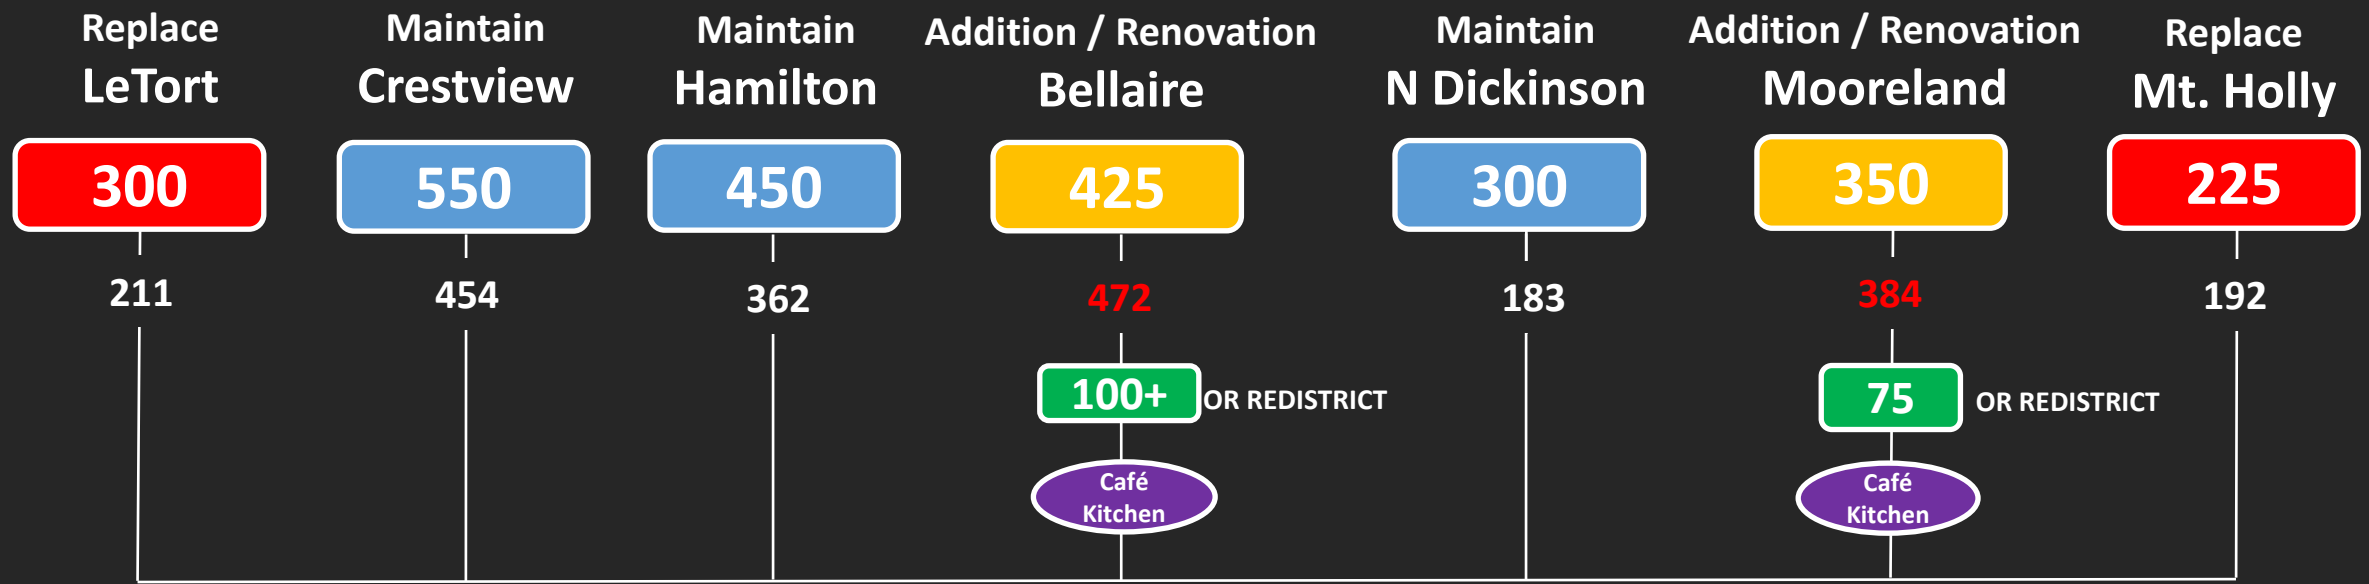 Replace
LeTort
300
211
Maintain
Crestview
550
454
Maintain
Hamilton
450
362
Addition / Renovation
Bellaire
425
472
100+
OR REDISTRICT
Café
Kitchen
Maintain
N Dickinson
300
183
Addition / Renovation
Mooreland
350
384
75
OR REDISTRICT
Café
Kitchen
Replace
Mt. Holly
225
192